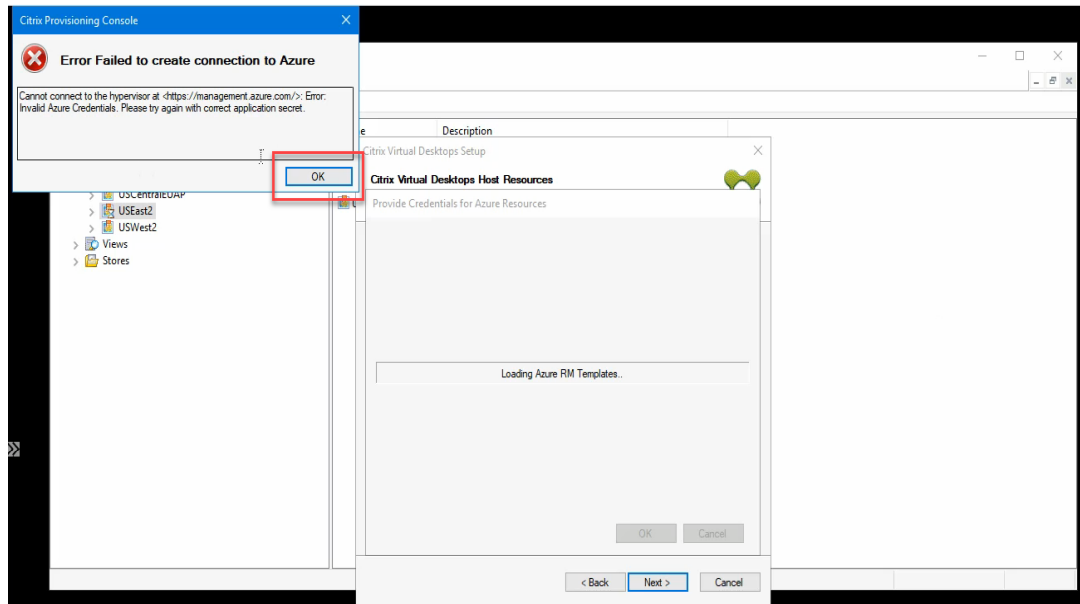 Citrix Provisioning Console
Error Failed to create connection to Azure
Cannot connect to the hypervisor at <https://management.azure.com/>: Error:
Invalid Azure Credentials. Please try again with correct application secret.
OK
Description
Citrix Virtual Desktops Setup
Citrix Virtual Desktops Host Resources
Provide Credentials for Azure Resources
USCentralEUAP
USEast2
USWest2
Views
Stores
Loading Azure RM Templates..
OK Cancel
< Back Next > Cancel